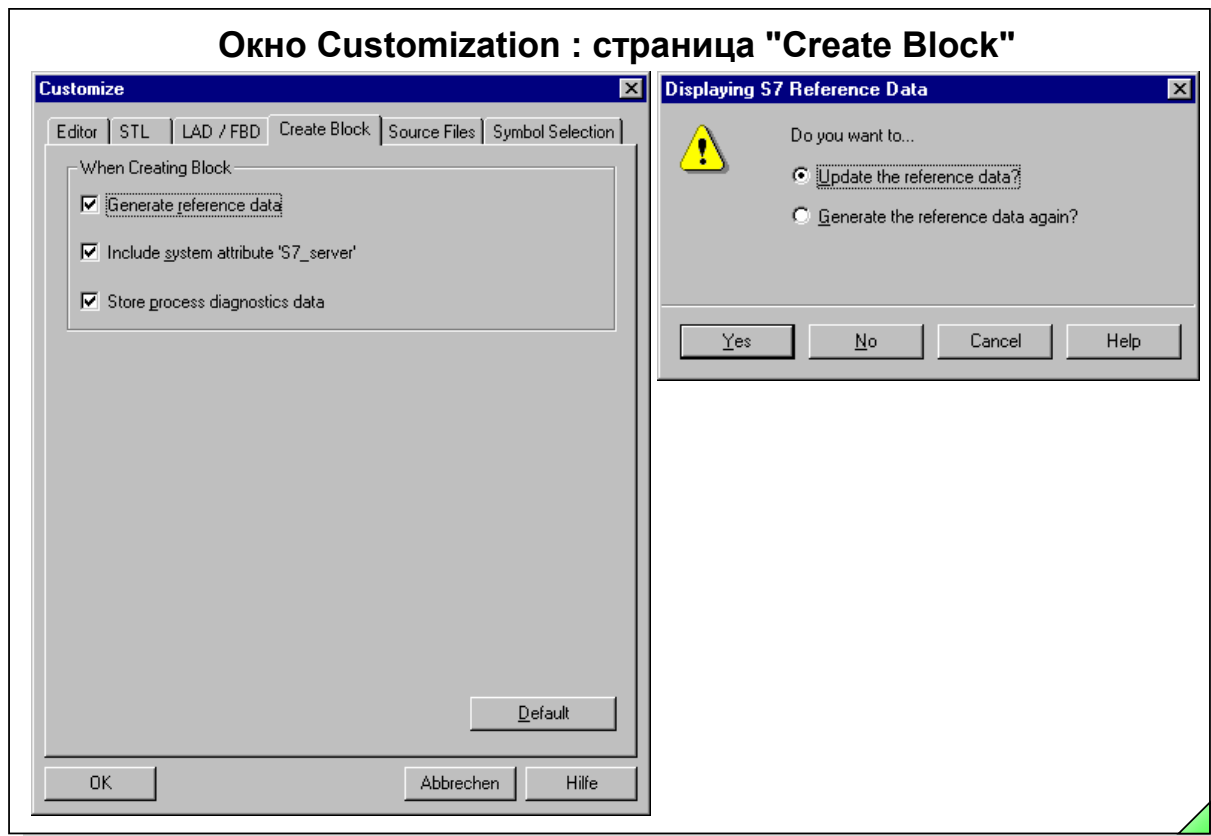 Окно Customization : страница "Create Block"
Customize
Editor STL LAD / FBD Create Block Source Files Symbol Selection
When Creating Block
Generate reference data
Include system attribute 'S7_server'
Store process diagnostics data
Default
OK Abbrechen Hilfe
Displaying S7 Reference Data
Do you want to...
Update the reference data?
Generate the reference data again?
Yes No Cancel Help